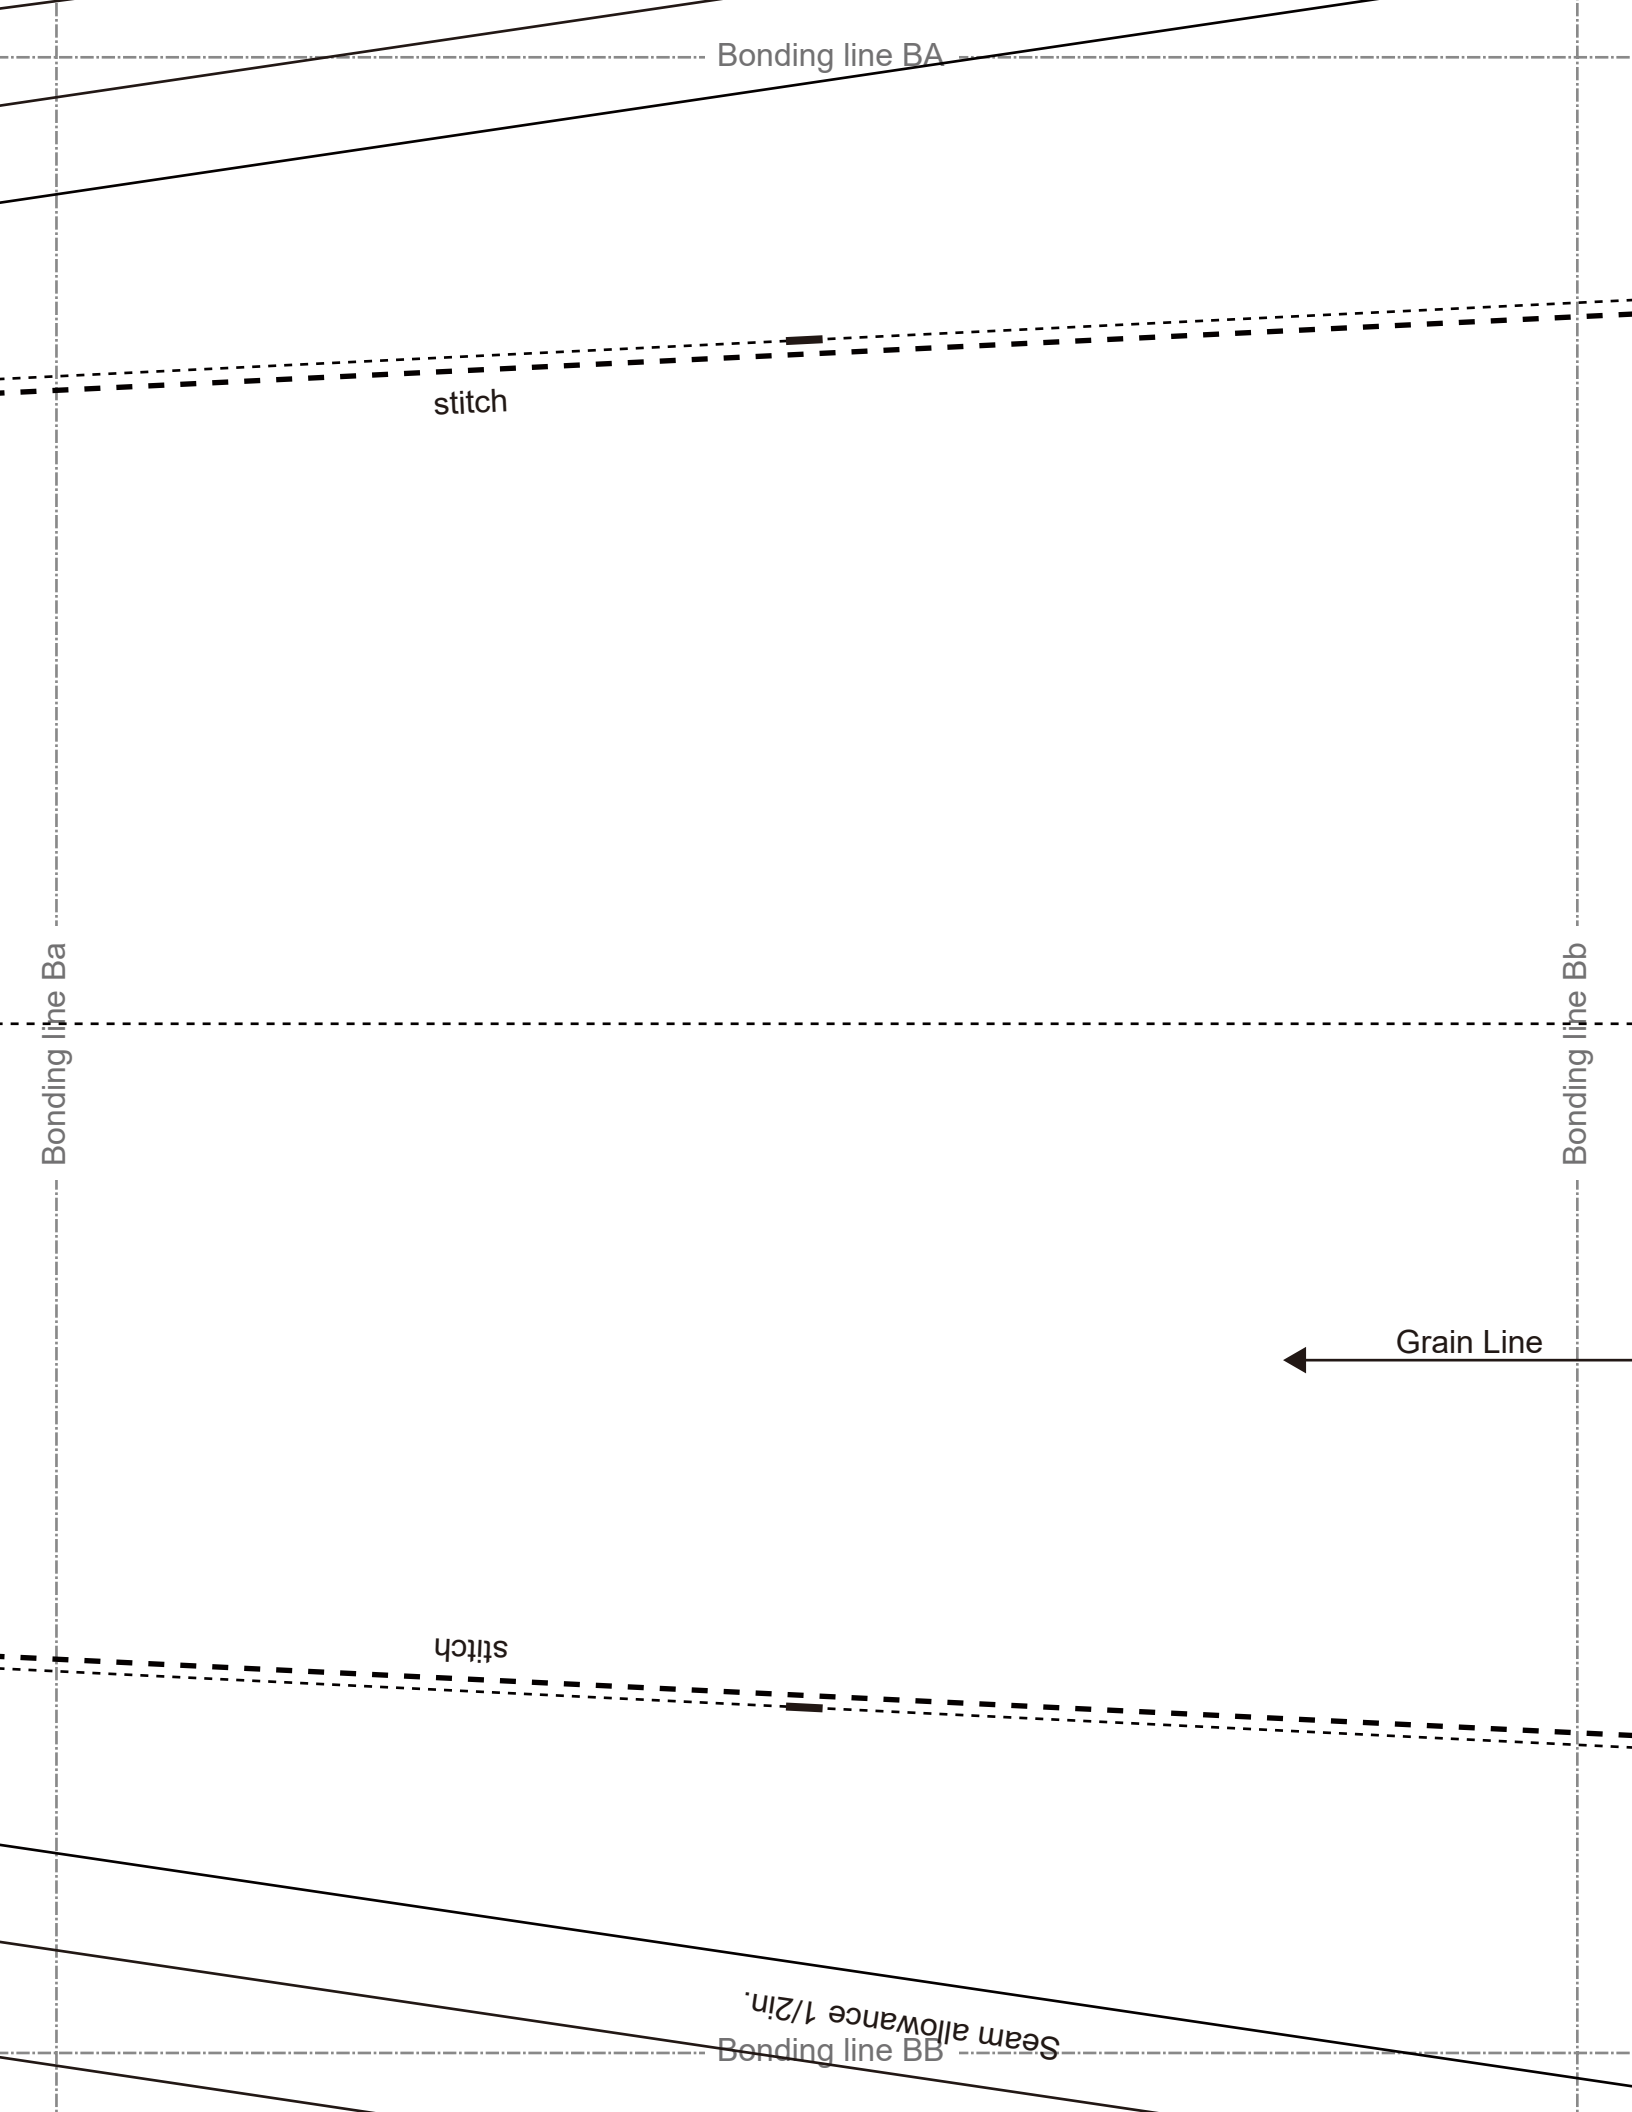 Bonding line BA
stitch
Bonding line Ba
Bonding line Bb
Grain Line
stitch
Seam allowance 1/2in.
Bonding line BB